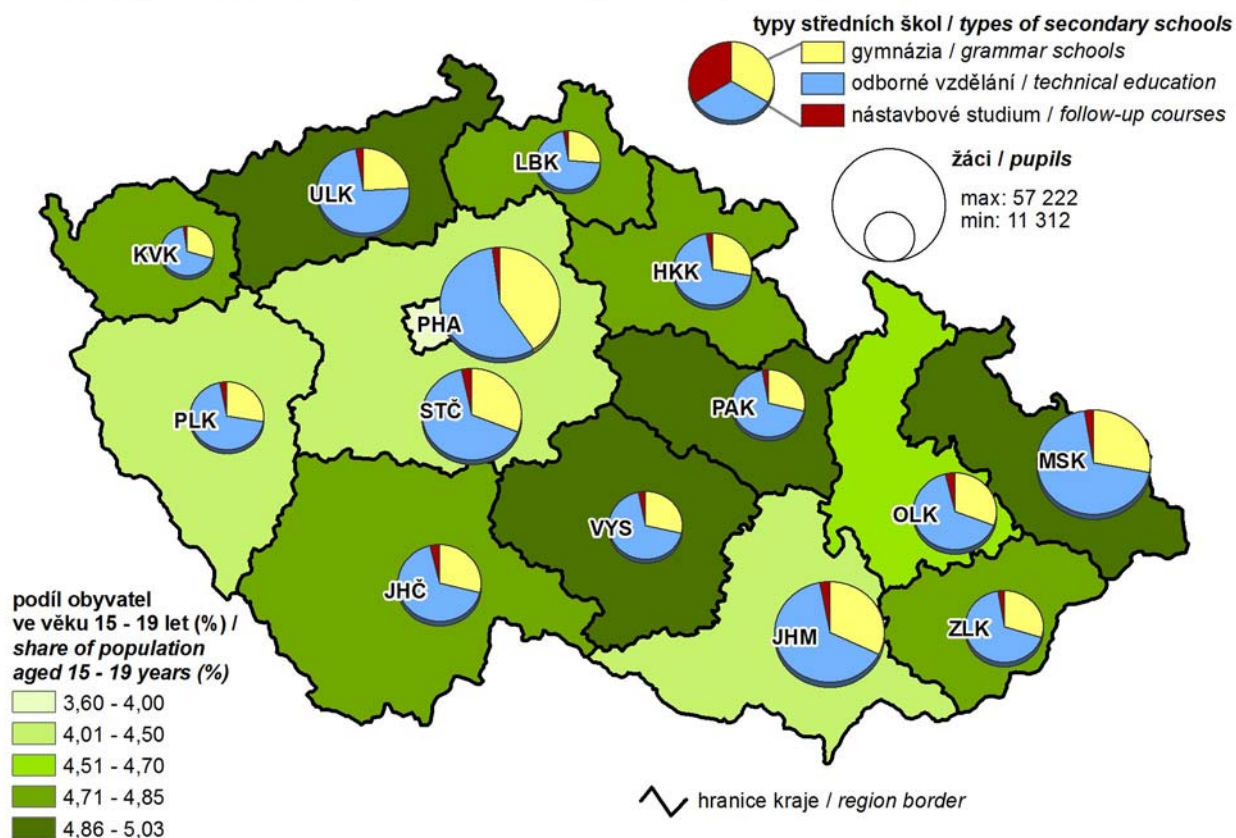 typy středních škol / types of secondary schools
gymnázia / grammar schools
odborné vzdělání / technical education
nástavbové studium / follow-up courses
žáci / pupils
max: 57 222
min: 11 312
LBK
ULK
KVK
HKK
PHA
PLK
STČ
PAK
MSK
OLK
VYS
JHČ
JHM
ZLK
podíl obyvatel
ve věku 15 - 19 let (%) /
share of population
aged 15 - 19 years (%)
3,60 - 4,00
4,01 - 4,50
4,51 - 4,70
4,71 - 4,85
4,86 - 5,03
hranice kraje / region border